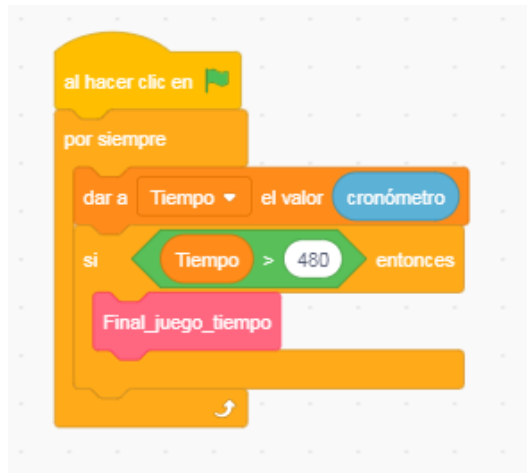 al hacer clic en
por siempre
dar a Tiempo el valor cronómetro
si Tiempo > 480 entonces
Final_juego_tiempo